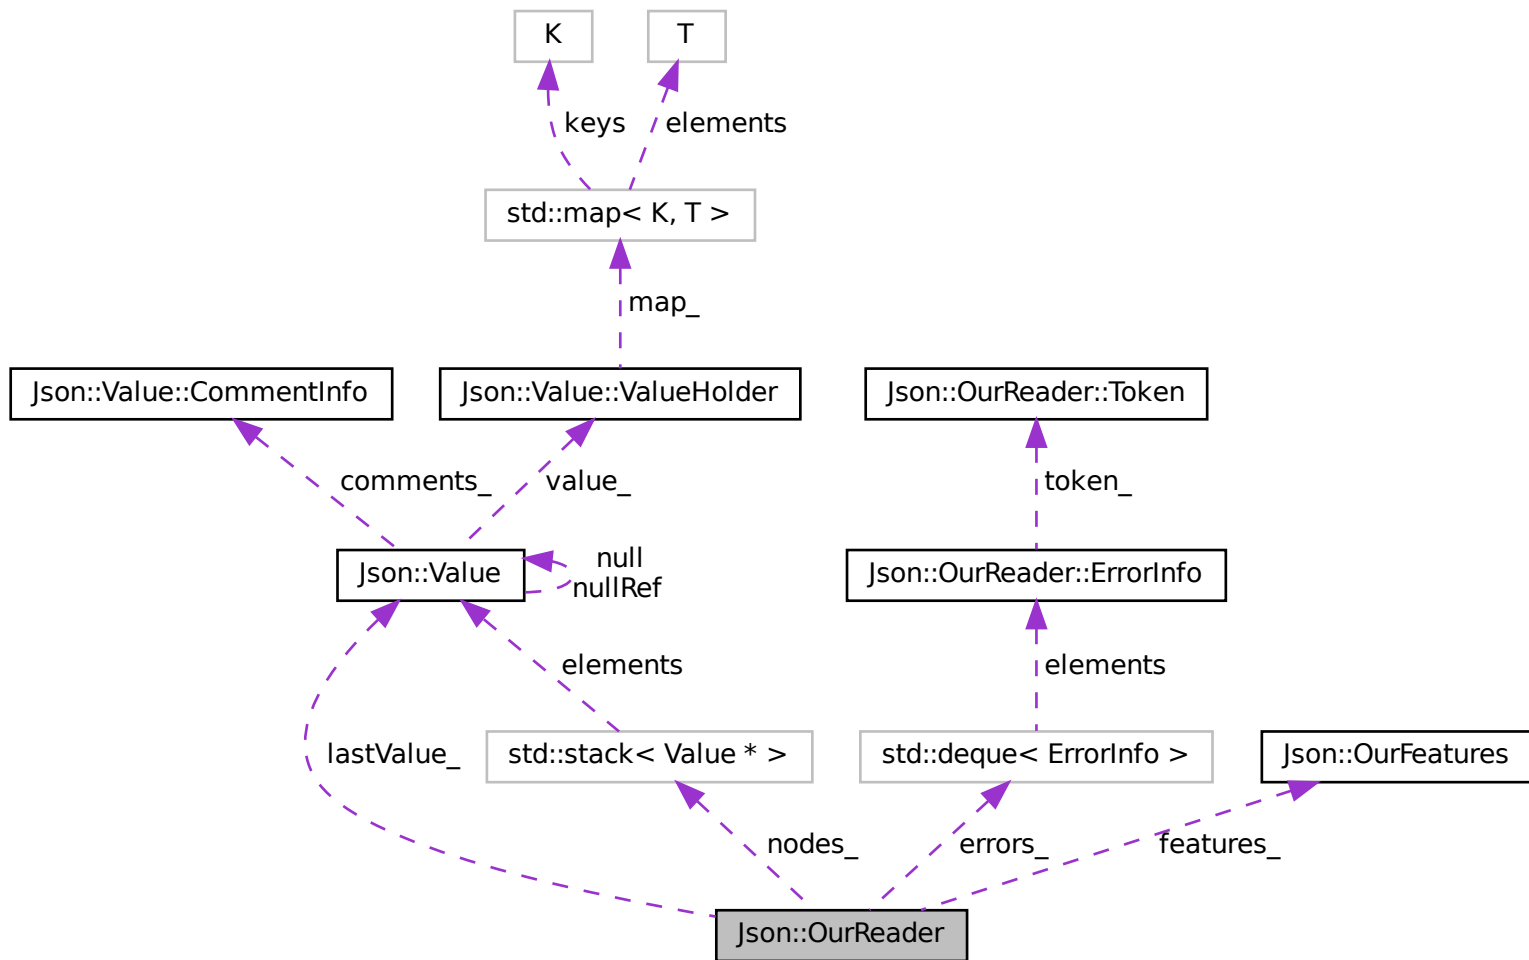 K
T
keys
elements
std::map< K, T >
map_
Json::Value::CommentInfo
Json::Value::ValueHolder
Json::OurReader::Token
comments_
value_
token_
Json::Value
null
nullRef
Json::OurReader::ErrorInfo
elements
elements
lastValue_
std::stack< Value * >
std::deque< ErrorInfo >
Json::OurFeatures
nodes_
errors_
features_
Json::OurReader